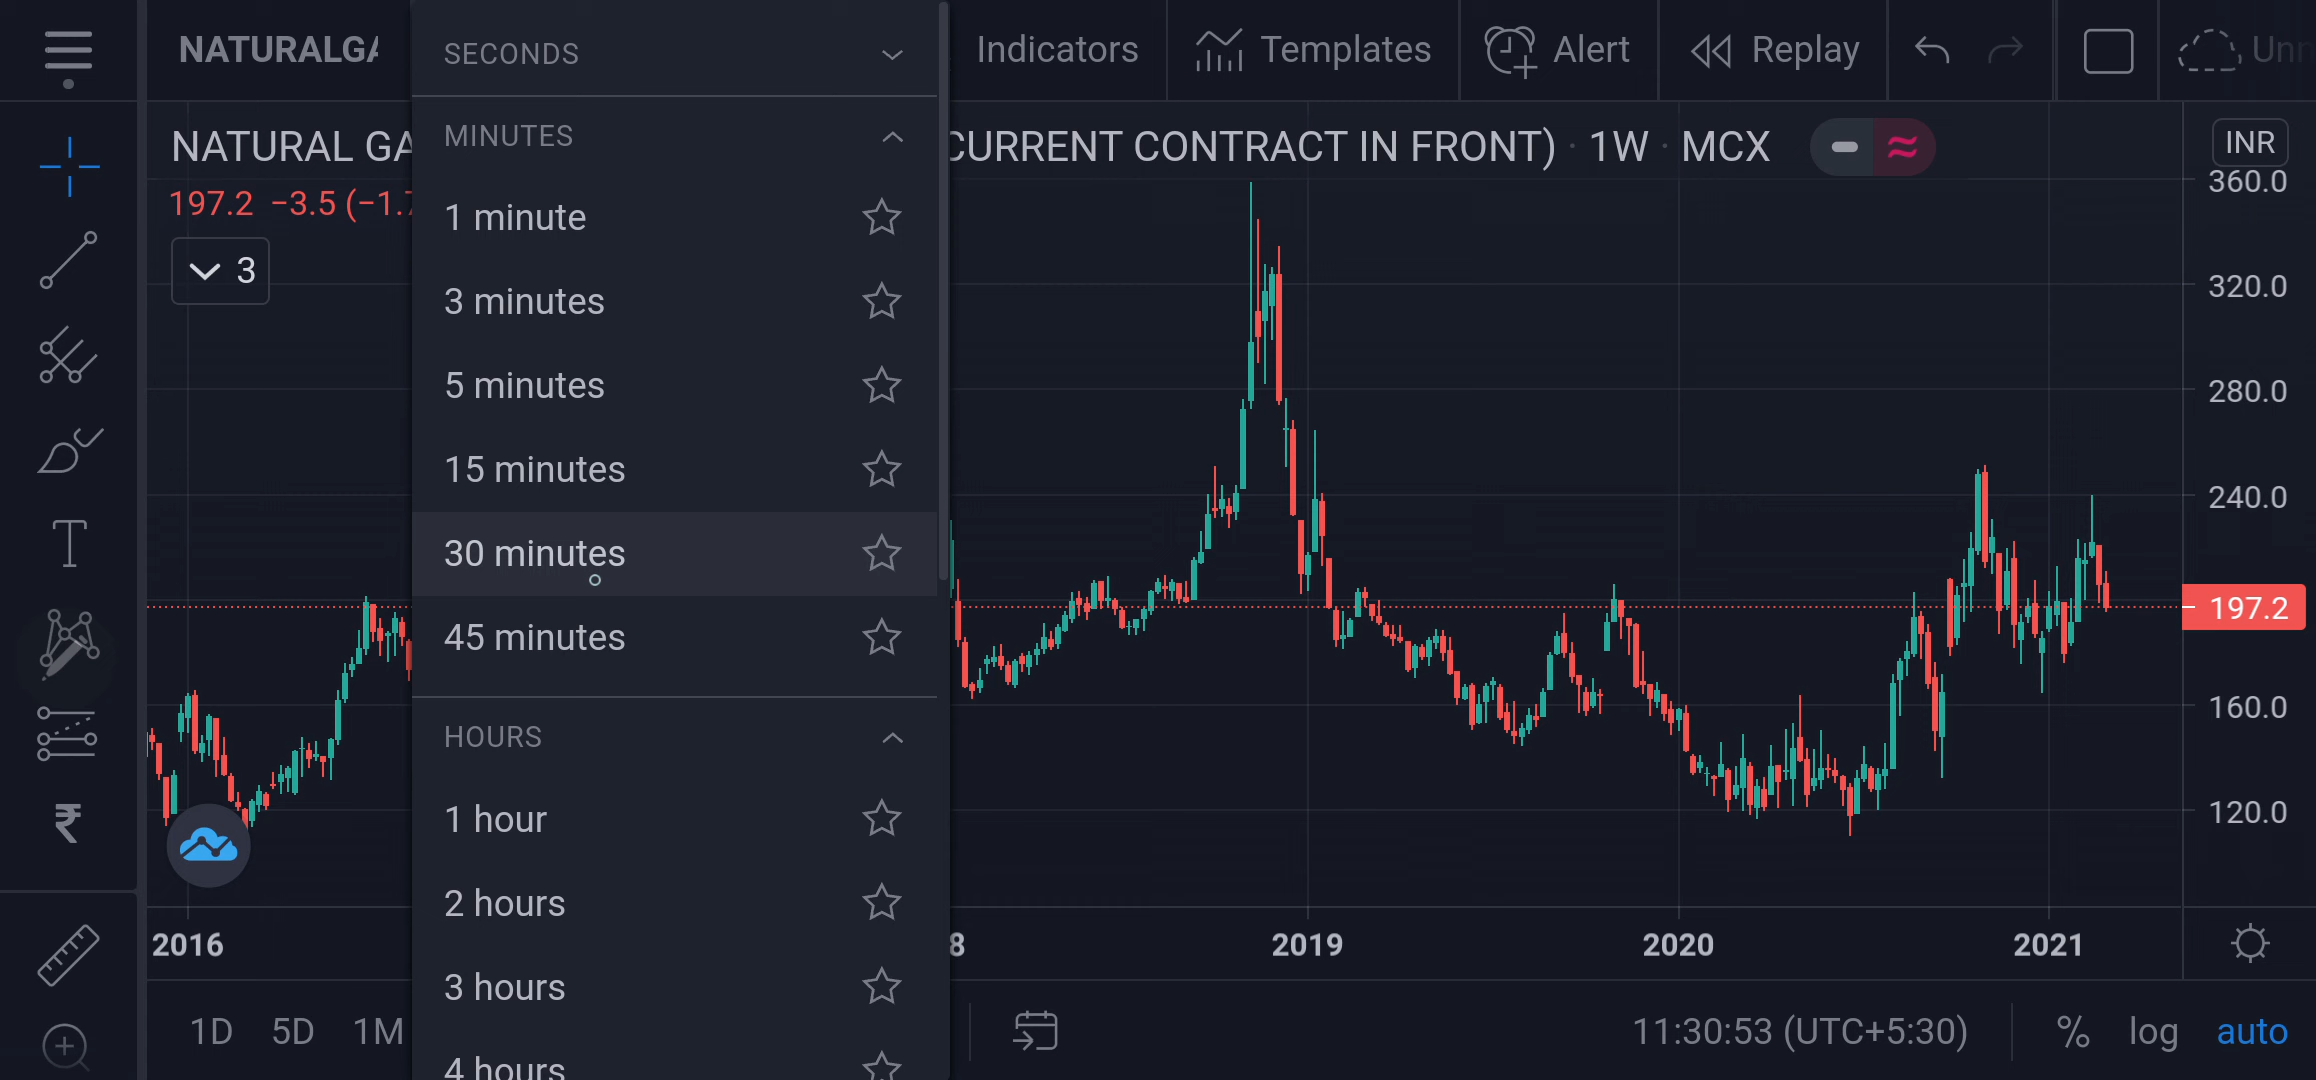 NATURALGA
Indicators
Templates
Alert
Replay
NATURAL GA
CURRENT CONTRACT IN FRONT) · 1W · MCX
INR
197.2 −3.5 (−1.7
3
SECONDS
MINUTES
1 minute
3 minutes
5 minutes
15 minutes
30 minutes
45 minutes
HOURS
1 hour
2 hours
3 hours
4 hours
360.0
320.0
280.0
240.0
197.2
160.0
120.0
2016
8
2019
2020
2021
1D 5D 1M
11:30:53 (UTC+5:30)
% log auto
₹